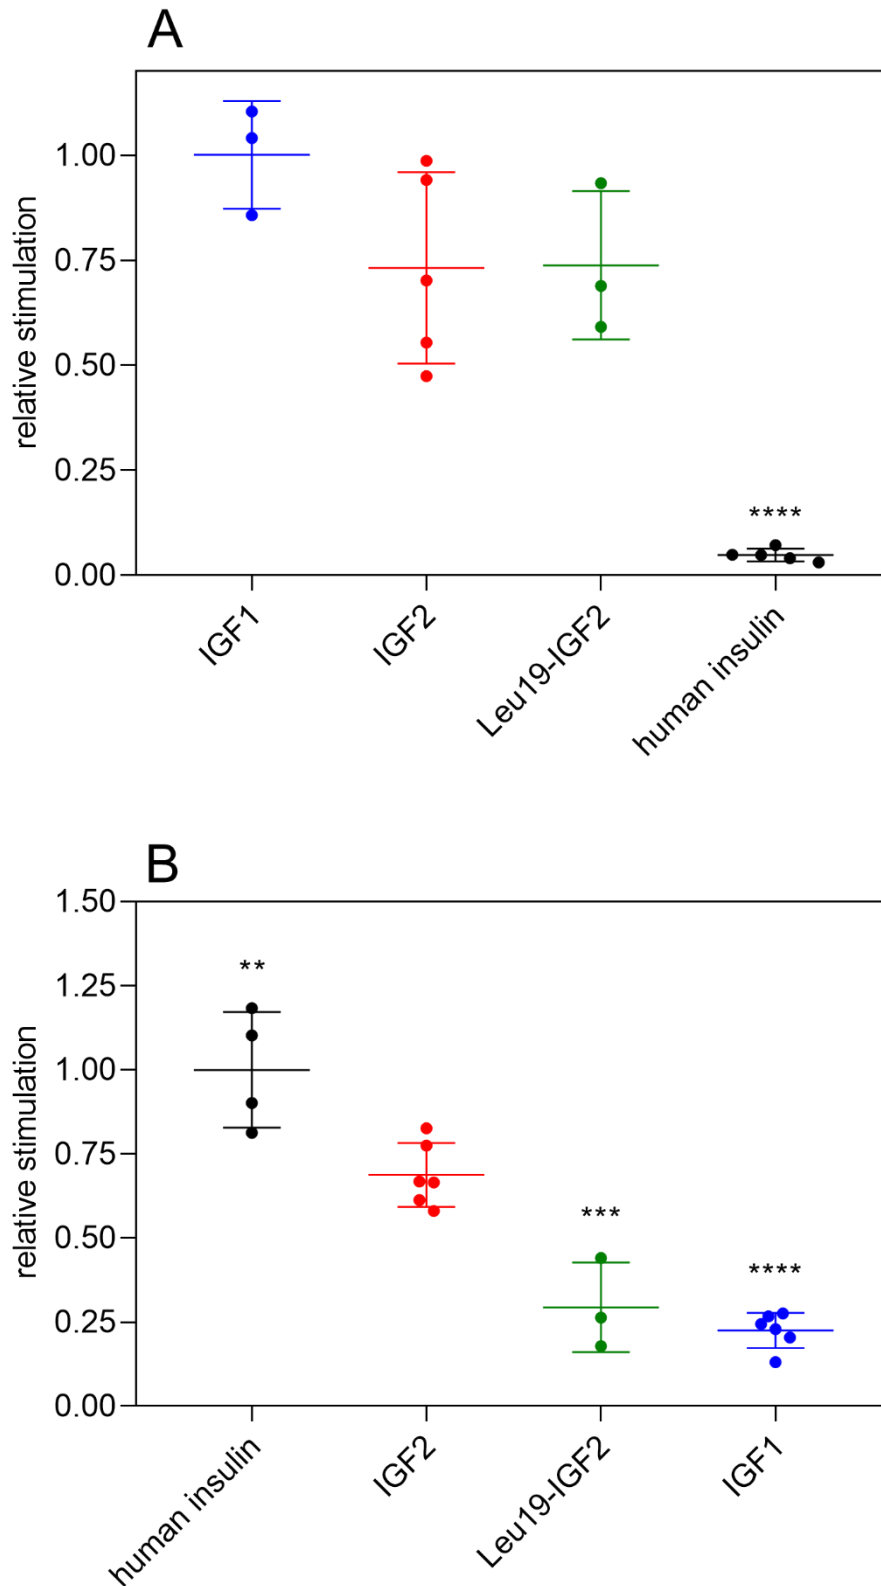 A
relative stimulation
1.00
0.75
0.50
0.25
0.00
****
IGF1
IGF2
Leu19-IGF2
human insulin
B
relative stimulation
1.50
1.25
1.00
0.75
0.50
0.25
0.00
**
***
****
human insulin
IGF2
Leu19-IGF2
IGF1